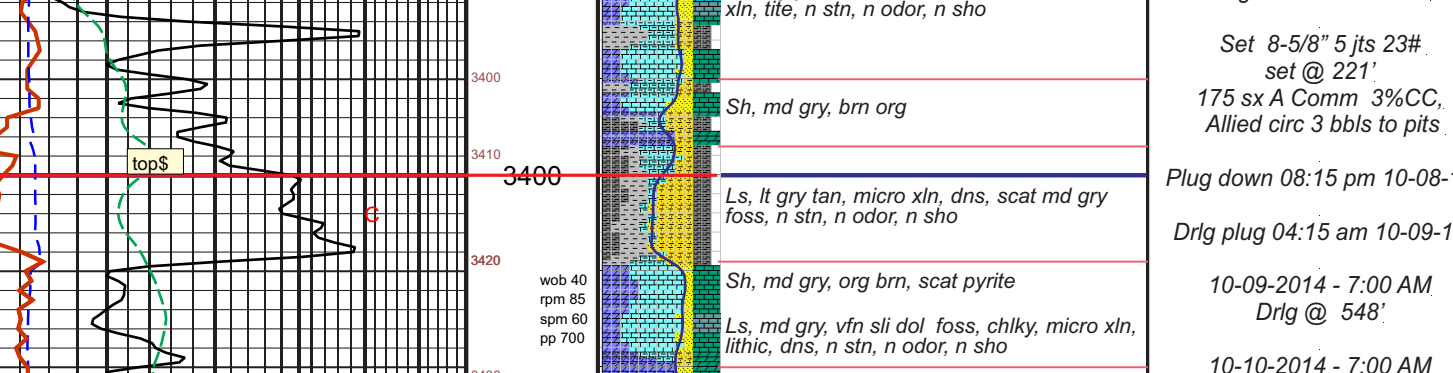 xln, tite, n stn, n odor, n sho
Set 8-5/8” 5 jts 23#
set @ 221’
3400
175 sx A Comm 3%CC,
Sh, md gry, brn org
Allied circ 3 bbls to pits
3410
top$
3400
Plug down 08:15 pm 10-08-
Ls, lt gry tan, micro xln, dns, scat md gry
foss, n stn, n odor, n sho
C
Drlg plug 04:15 am 10-09-1
3420
wob 40
rpm 85
spm 60
pp 700
Sh, md gry, org brn, scat pyrite
10-09-2014 - 7:00 AM
Drlg @ 548’
Ls, md gry, vfn sli dol foss, chlky, micro xln,
lithic, dns, n stn, n odor, n sho
10-10-2014 - 7:00 AM